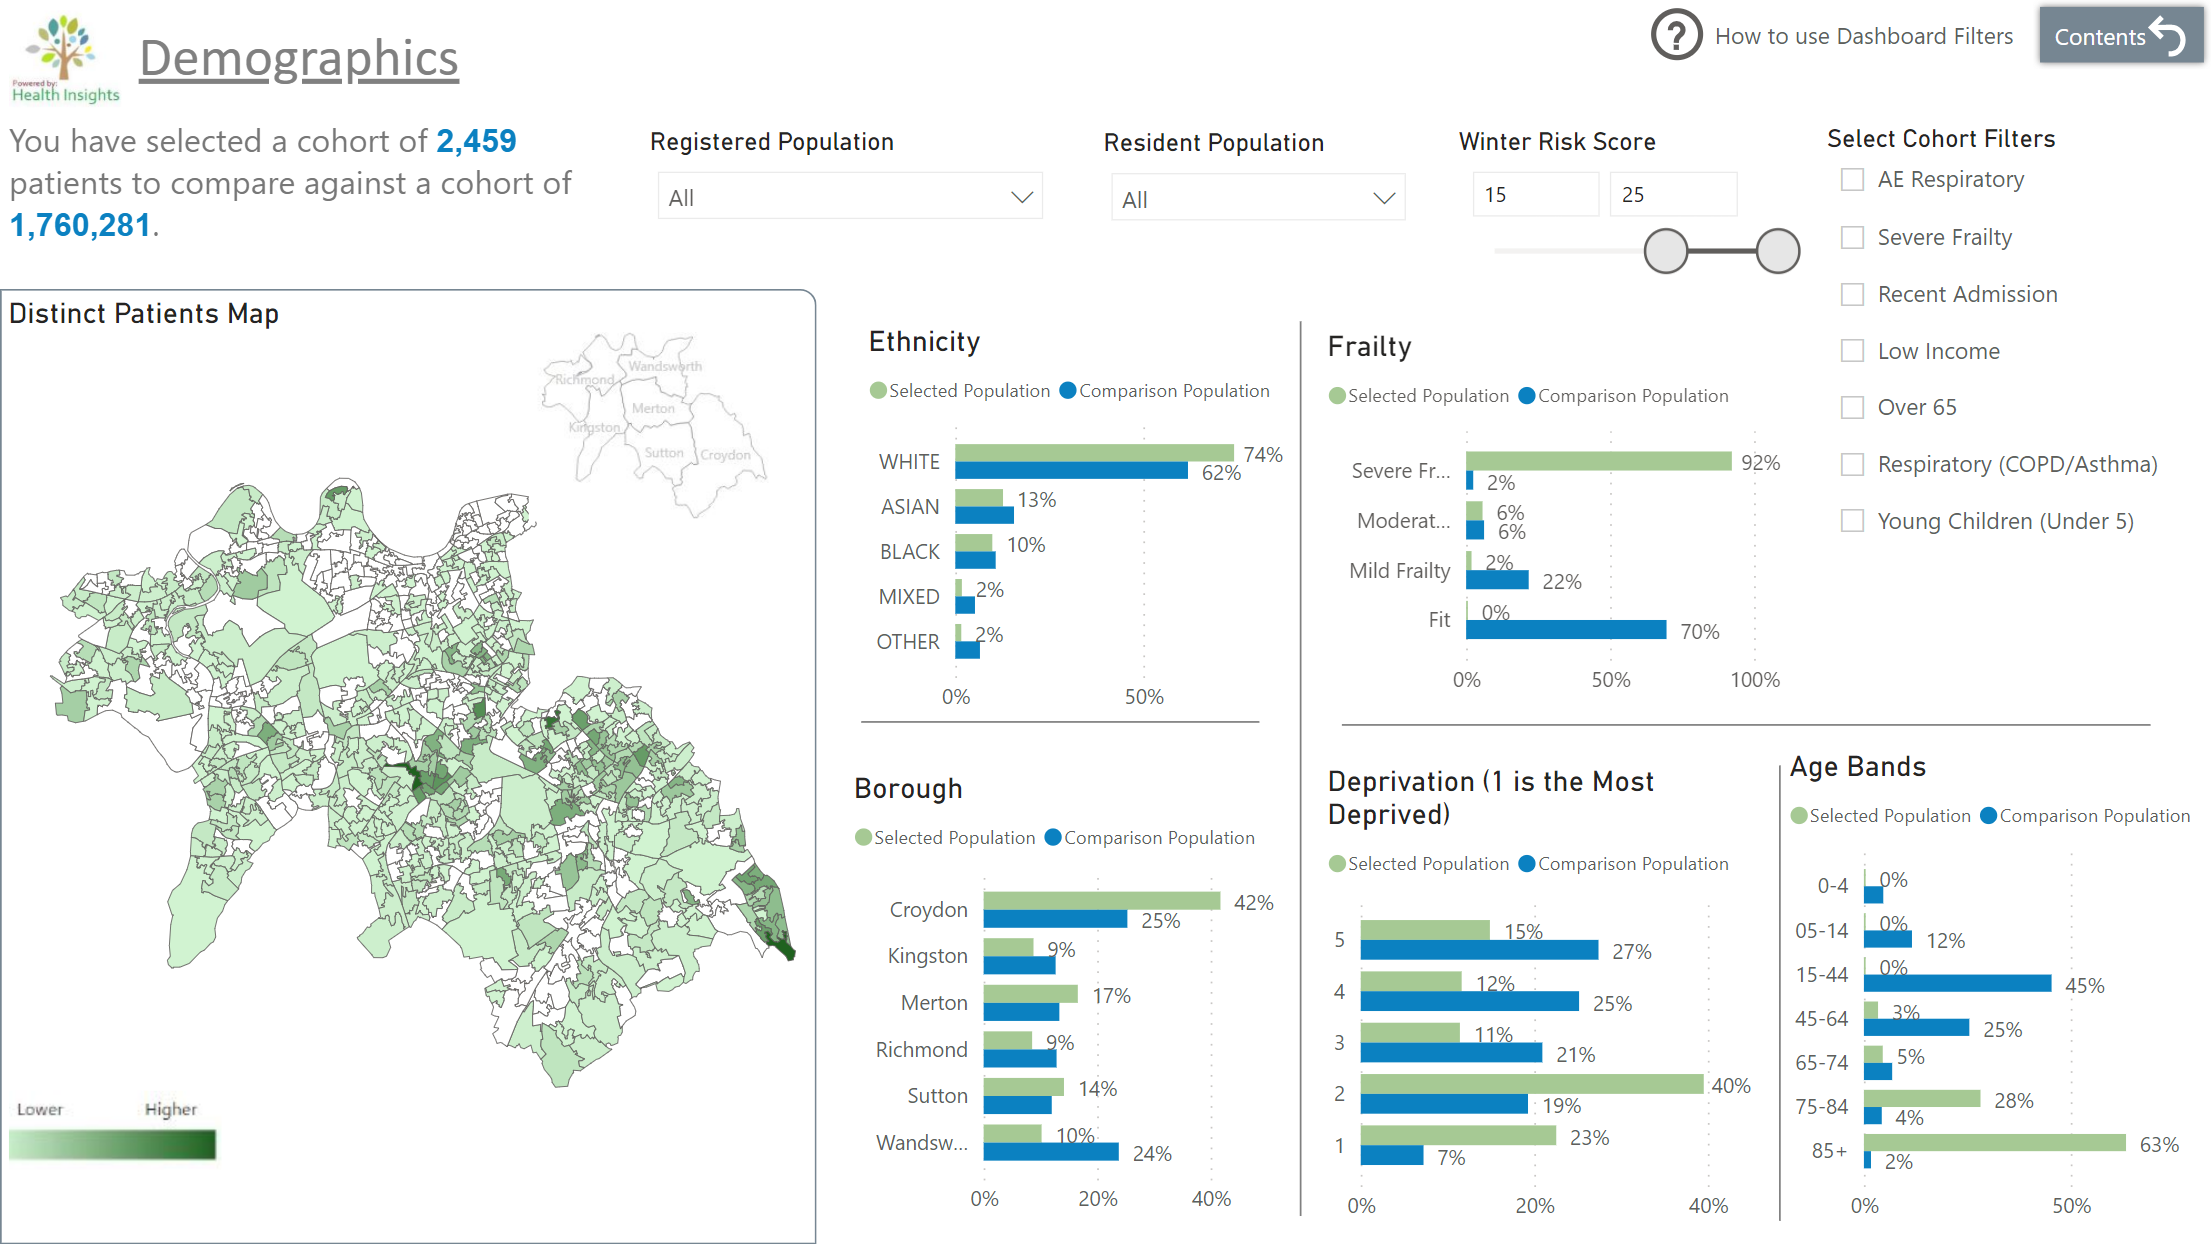 Powered by:
Health Insights
Demographics
How to use Dashboard Filters
Contents
You have selected a cohort of 2,459
patients to compare against a cohort of
1,760,281.
Registered Population
All
Resident Population
All
Winter Risk Score
15
25
Select Cohort Filters
AE Respiratory
Severe Frailty
Recent Admission
Low Income
Over 65
Respiratory (COPD/Asthma)
Young Children (Under 5)
Distinct Patients Map
Wandsworth
Richmond
Merton
Kingston
Sutton
Croydon
Lower
Higher
Ethnicity
Selected Population
Comparison Population
WHITE
74%
62%
ASIAN
13%
BLACK
10%
MIXED
2%
OTHER
2%
0%
50%
Frailty
Selected Population
Comparison Population
Severe Fr...
92%
2%
Moderat...
6%
6%
Mild Frailty
2%
22%
Fit
0%
70%
0%
50%
100%
Borough
Selected Population
Comparison Population
Croydon
42%
25%
Kingston
9%
Merton
17%
Richmond
9%
Sutton
14%
Wandsw...
10%
24%
0%
20%
40%
Deprivation (1 is the Most
Deprived)
Selected Population
Comparison Population
5
15%
27%
4
12%
25%
3
11%
21%
2
40%
19%
1
23%
7%
0%
20%
40%
Age Bands
Selected Population
Comparison Population
0-4
0%
05-14
0%
12%
15-44
0%
45%
45-64
3%
25%
65-74
5%
75-84
28%
4%
85+
63%
2%
0%
50%